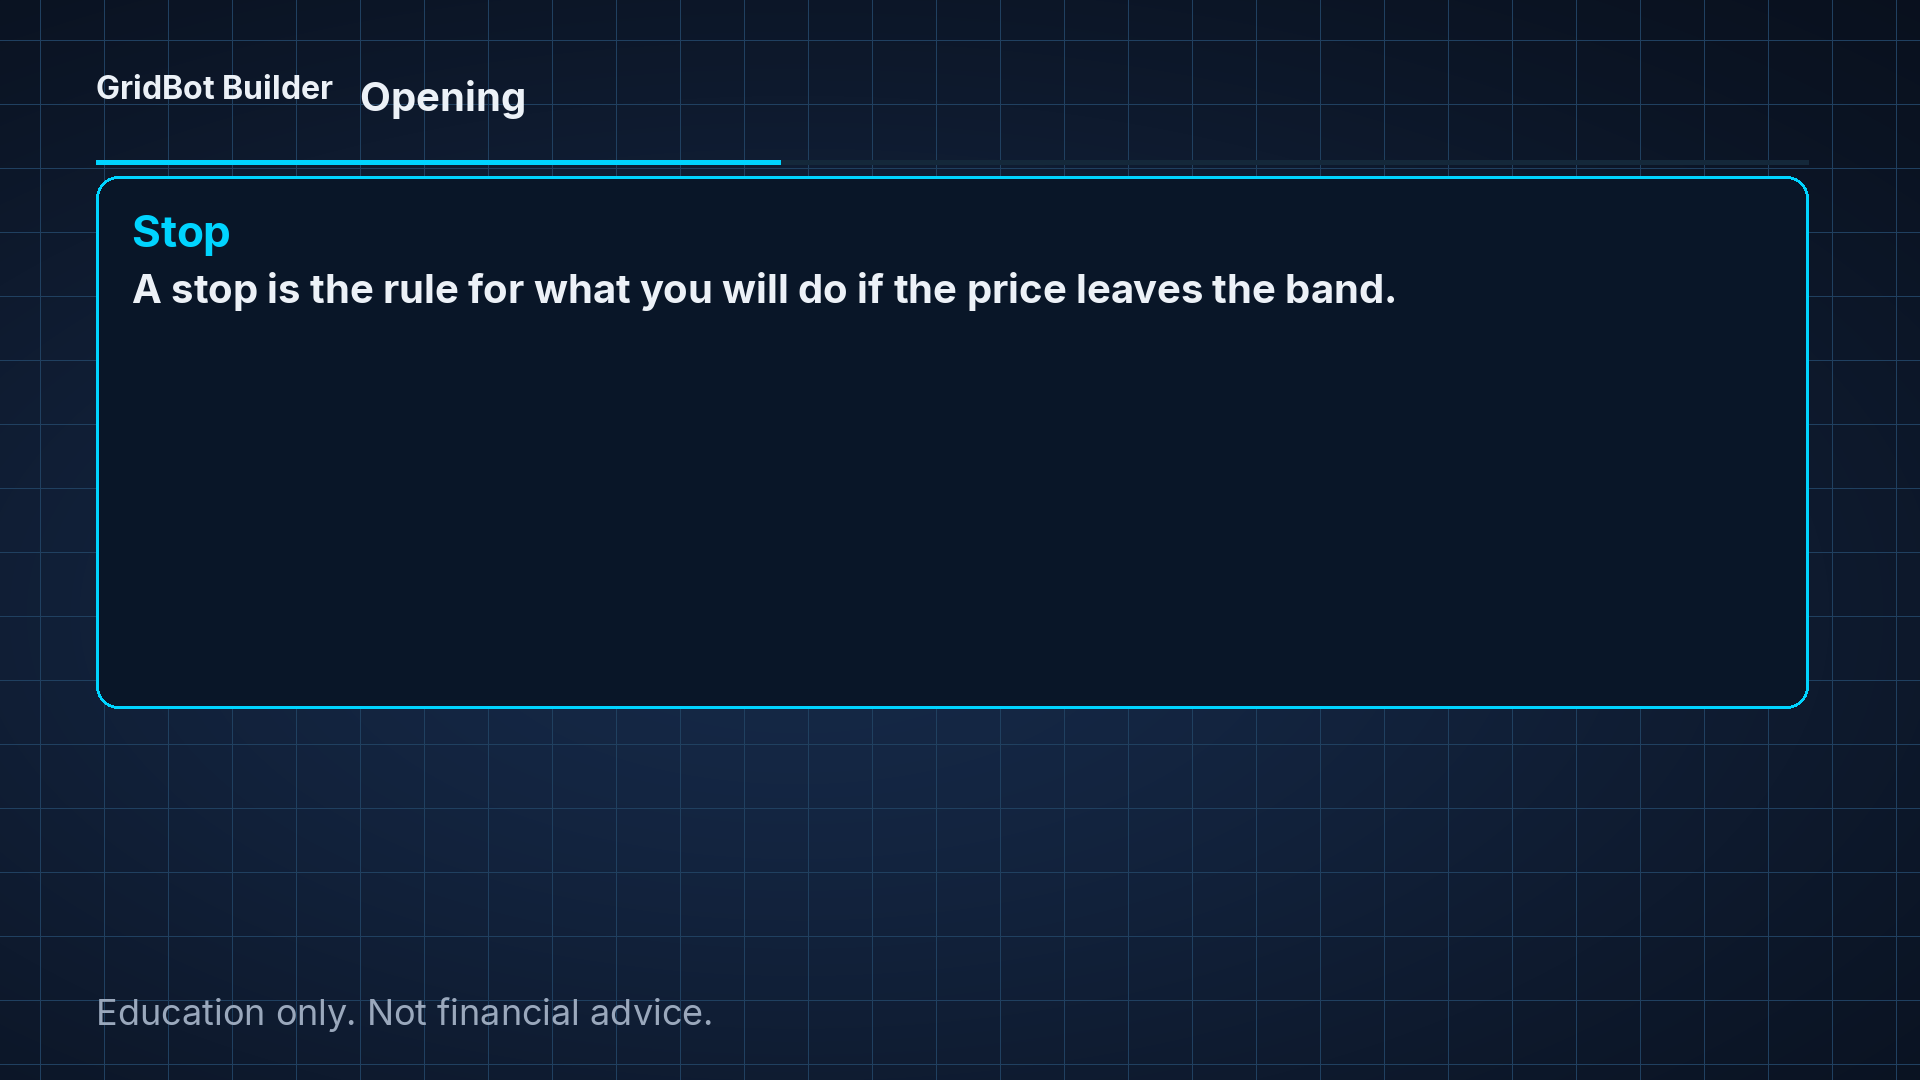 GridBot Builder
Opening
Stop
A stop is the rule for what you will do if the price leaves the band.
Education only. Not financial advice.